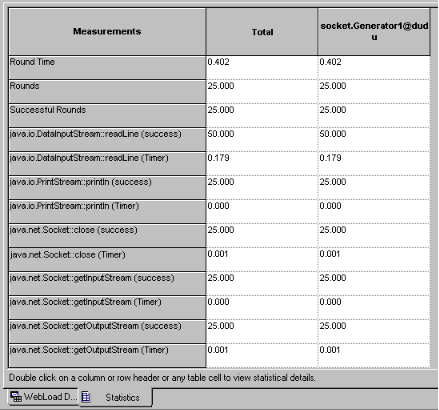 Measurements Total socket.Generator1@dud
u
Round Time 0.402 0.402
Rounds 25.000 25.000
Successful Rounds 25.000 25.000
java.io.DataInputStream::readLine (success) 50.000 50.000
java.io.DataInputStream::readLine (Timer) 0.179 0.179
java.io.PrintStream::println (success) 25.000 25.000
java.io.PrintStream::println (Timer) 0.000 0.000
java.net.Socket::close (success) 25.000 25.000
java.net.Socket::close (Timer) 0.001 0.001
java.net.Socket::getInputStream (success) 25.000 25.000
java.net.Socket::getInputStream (Timer) 0.000 0.000
java.net.Socket::getOutputStream (success) 25.000 25.000
java.net.Socket::getOutputStream (Timer) 0.001 0.001
Double click on a column or row header or any table cell to view statistical details.
WebLoad D... Statistics